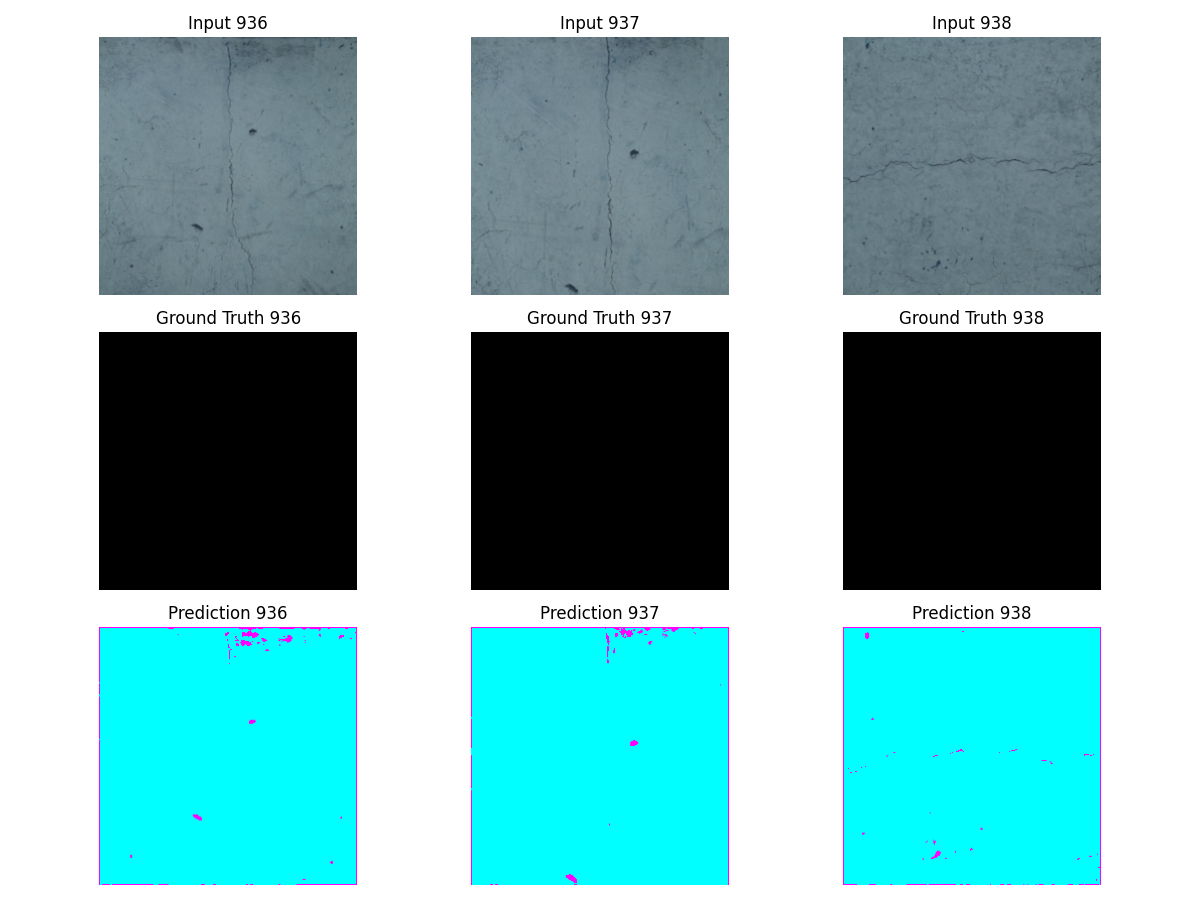 Input 936
Input 937
Input 938
Ground Truth 936
Ground Truth 937
Ground Truth 938
Prediction 936
Prediction 937
Prediction 938